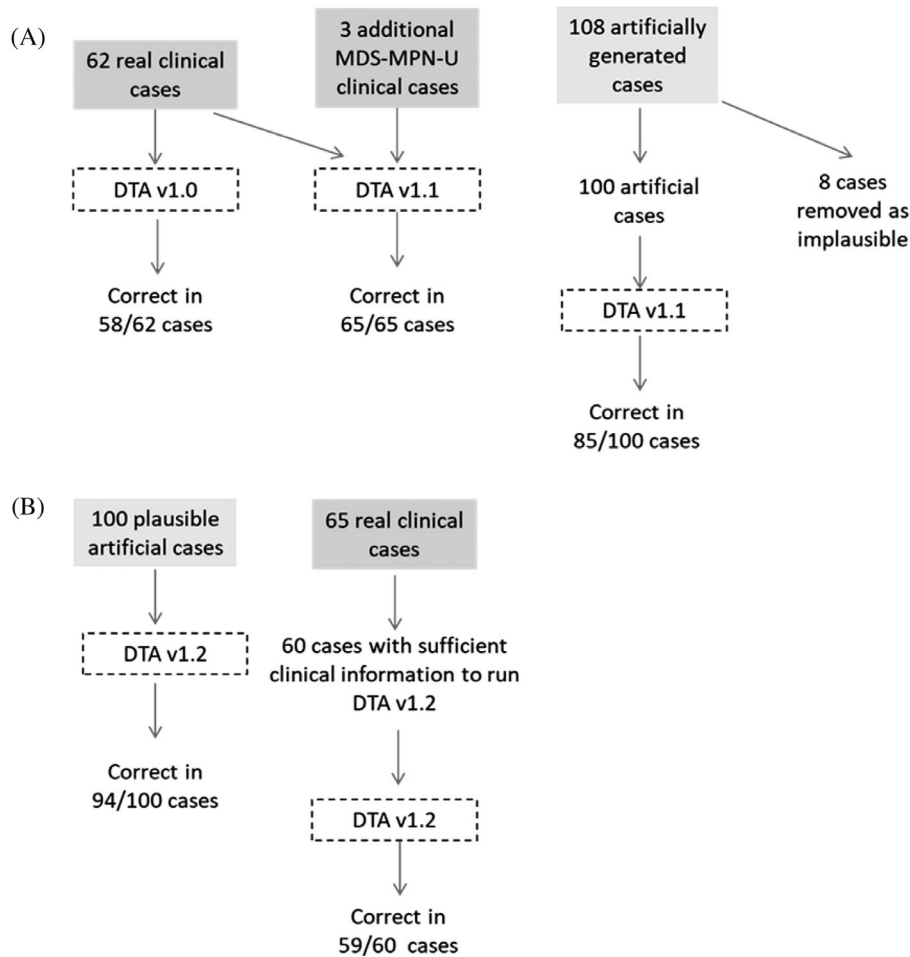 (A)
62 real clinical
cases
3 additional
MDS-MPN-U
clinical cases
108 artificially
generated
cases
DTA v1.0
DTA v1.1
100 artificial
cases
8 cases
removed as
implausible
Correct in
58/62 cases
Correct in
65/65 cases
DTA v1.1
Correct in
85/100 cases
(B)
100 plausible
artificial cases
65 real clinical
cases
DTA v1.2
60 cases with sufficient
clinical information to run
DTA v1.2
Correct in
94/100 cases
DTA v1.2
Correct in
59/60 cases